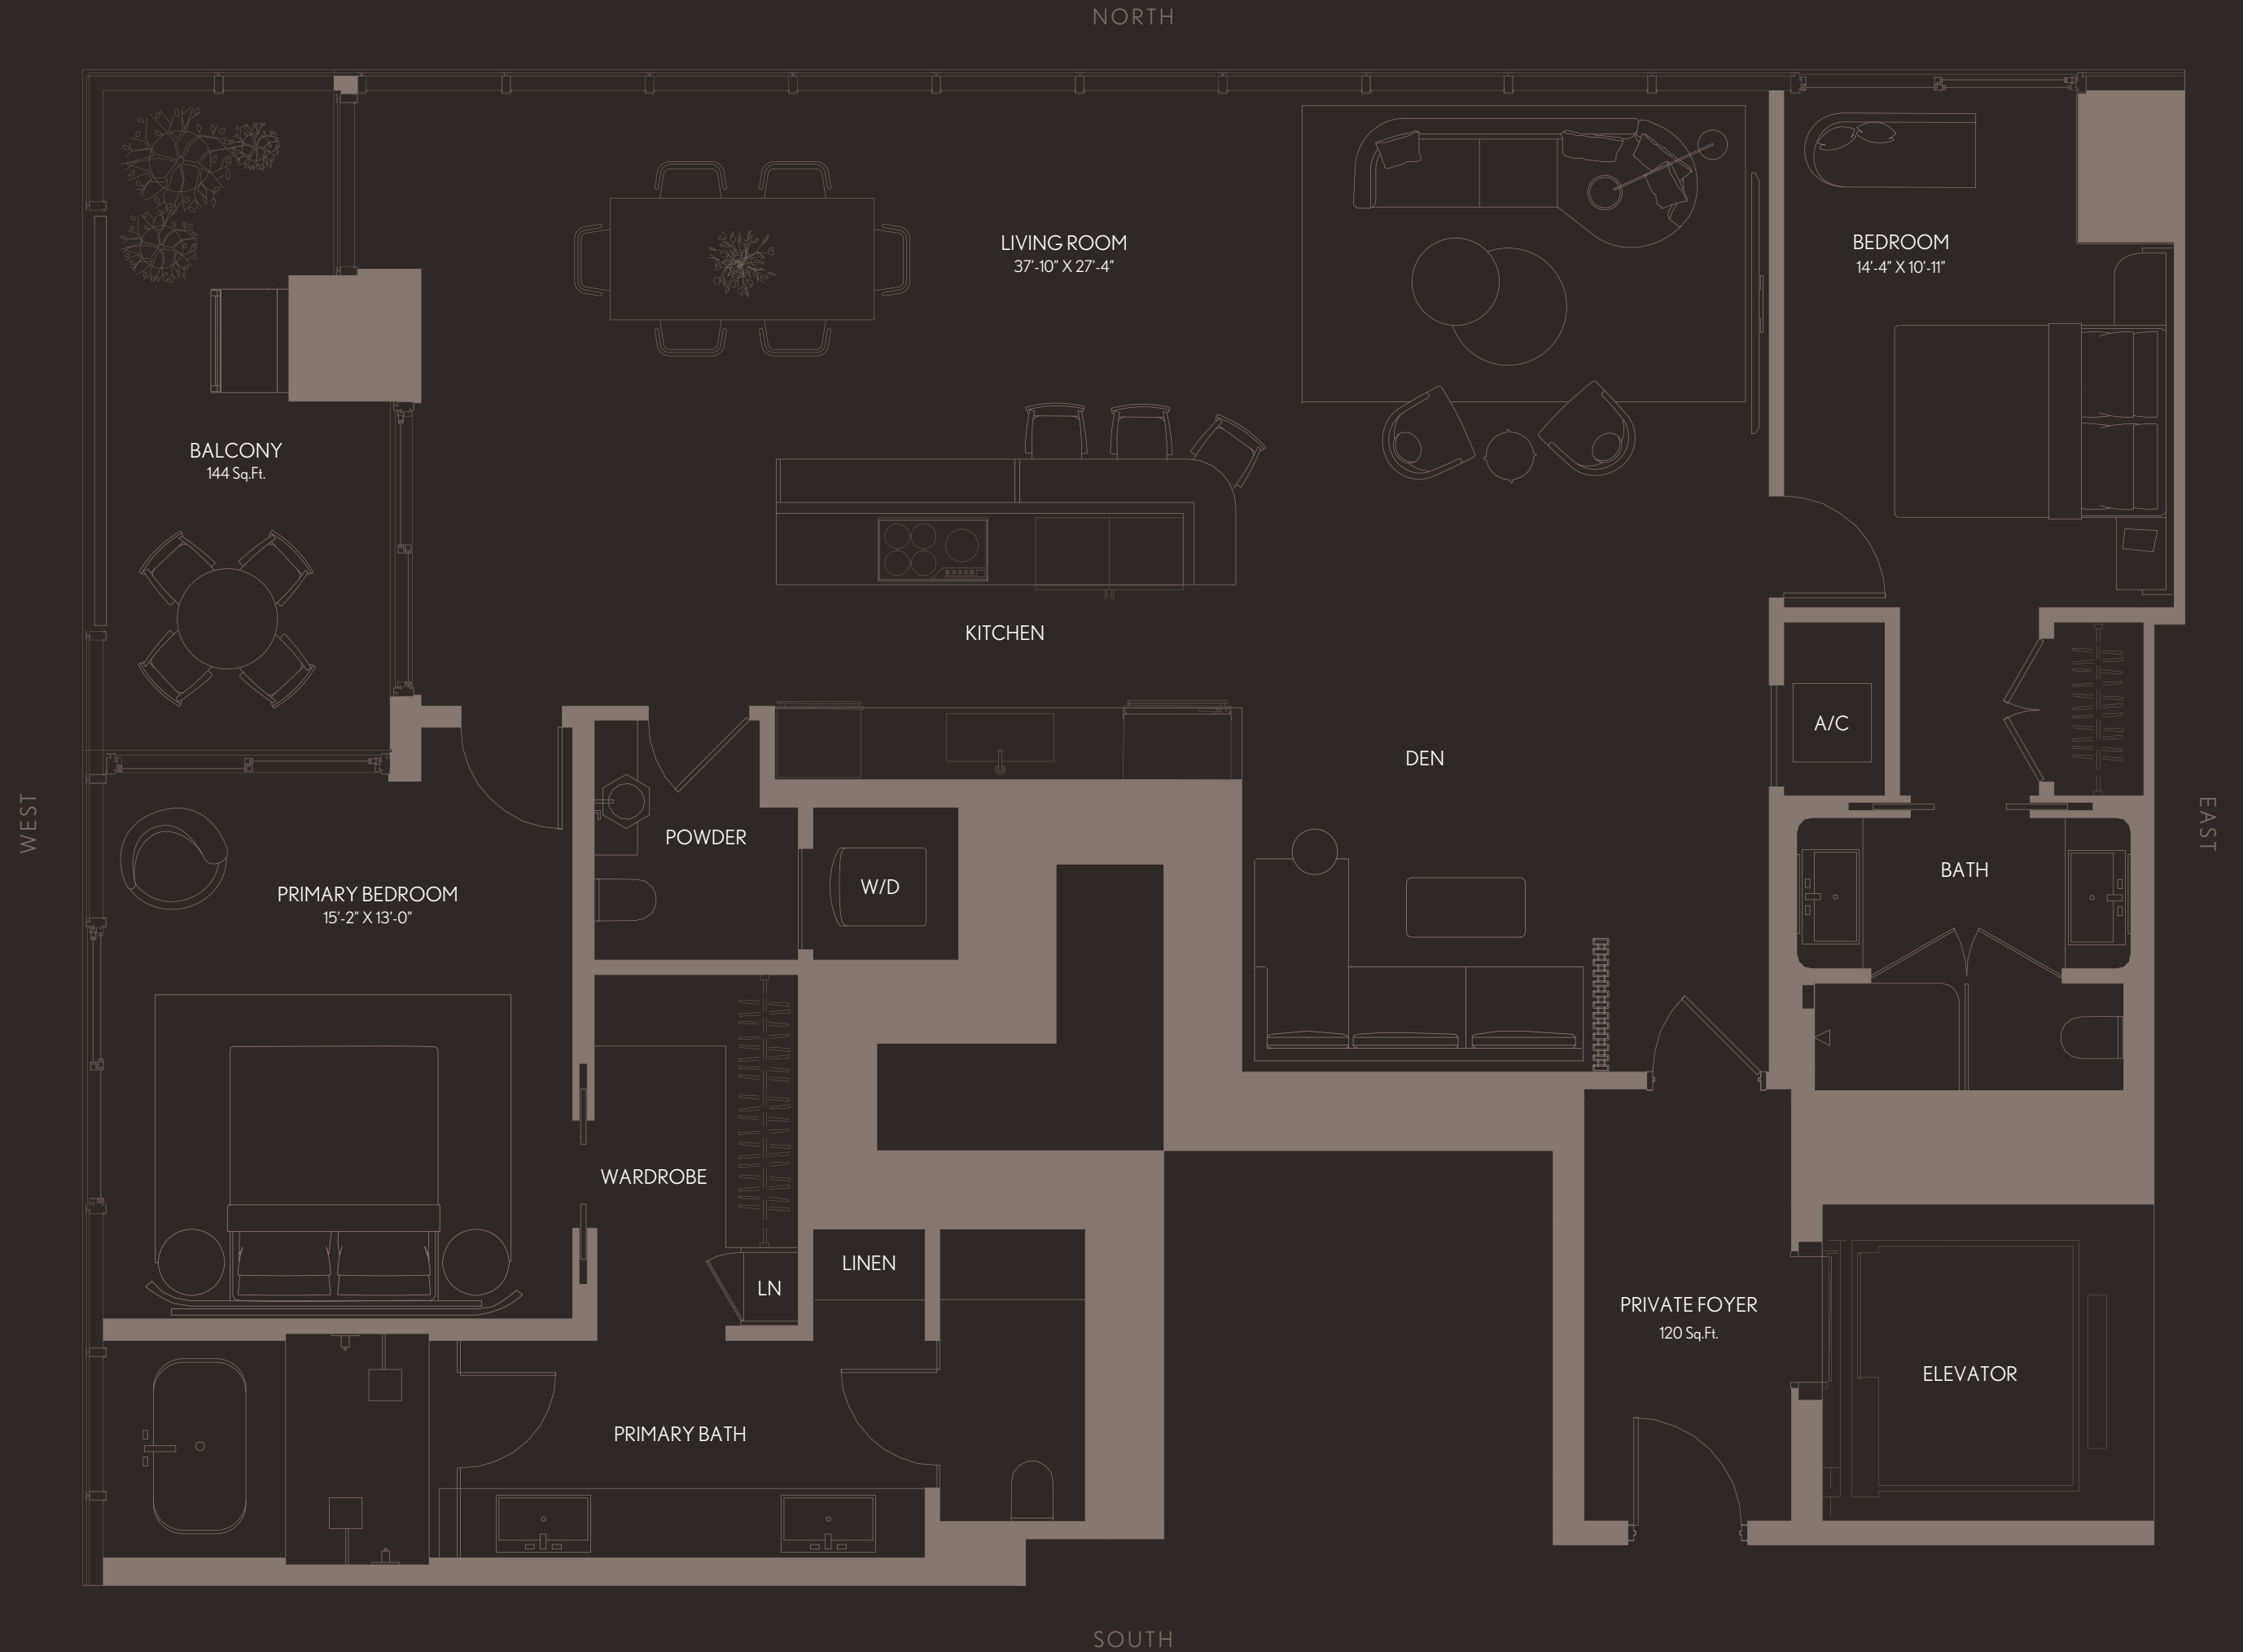 NORTH
LIVING ROOM
37'-10" X 27'-4"
BEDROOM
14'-4" X 10'-11"
BALCONY
144 Sq.Ft.
KITCHEN
A/C
DEN
WEST
EAST
POWDER
BATH
W/D
PRIMARY BEDROOM
15'-2" X 13'-0"
WARDROBE
LINEN
LN
PRIVATE FOYER
120 Sq.Ft.
ELEVATOR
PRIMARY BATH
SOUTH